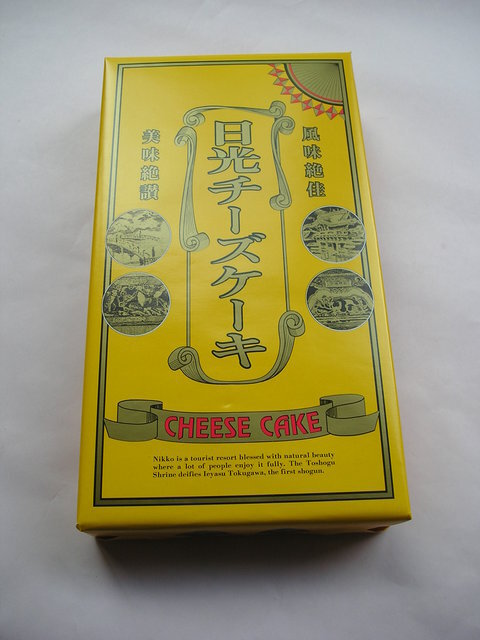 風味絶佳
日光チーズケーキ
美味絶讃
CHEESE CAKE
Nikko is a tourist resort blessed with natural beauty
where a lot of people enjoy it fully. The Toshogu
Shrine deifies Ieyasu Tokugawa, the first shogun.